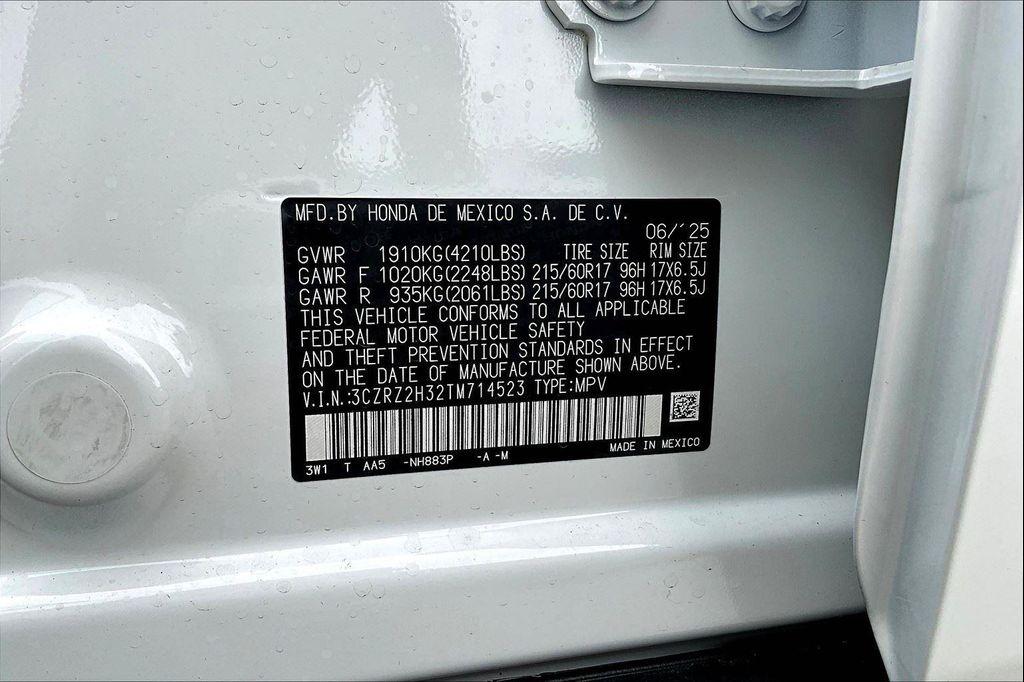 MFD.BY HONDA DE MEXICO S.A. DE C.V.
06/'25
GVWR 1910KG(4210LBS) TIRE SIZE RIM SIZE
GAWR F 1020KG(2248LBS) 215/60R17 96H 17X6.5J
GAWR R 935KG(2061LBS) 215/60R17 96H 17X6.5J
THIS VEHICLE CONFORMS TO ALL APPLICABLE
FEDERAL MOTOR VEHICLE SAFETY
AND THEFT PREVENTION STANDARDS IN EFFECT
ON THE DATE OF MANUFACTURE SHOWN ABOVE.
V.I.N.:3CZRZ2H32TM714523 TYPE:MPV
MADE IN MEXICO
3W1 T AA5 -NH883P -A -M